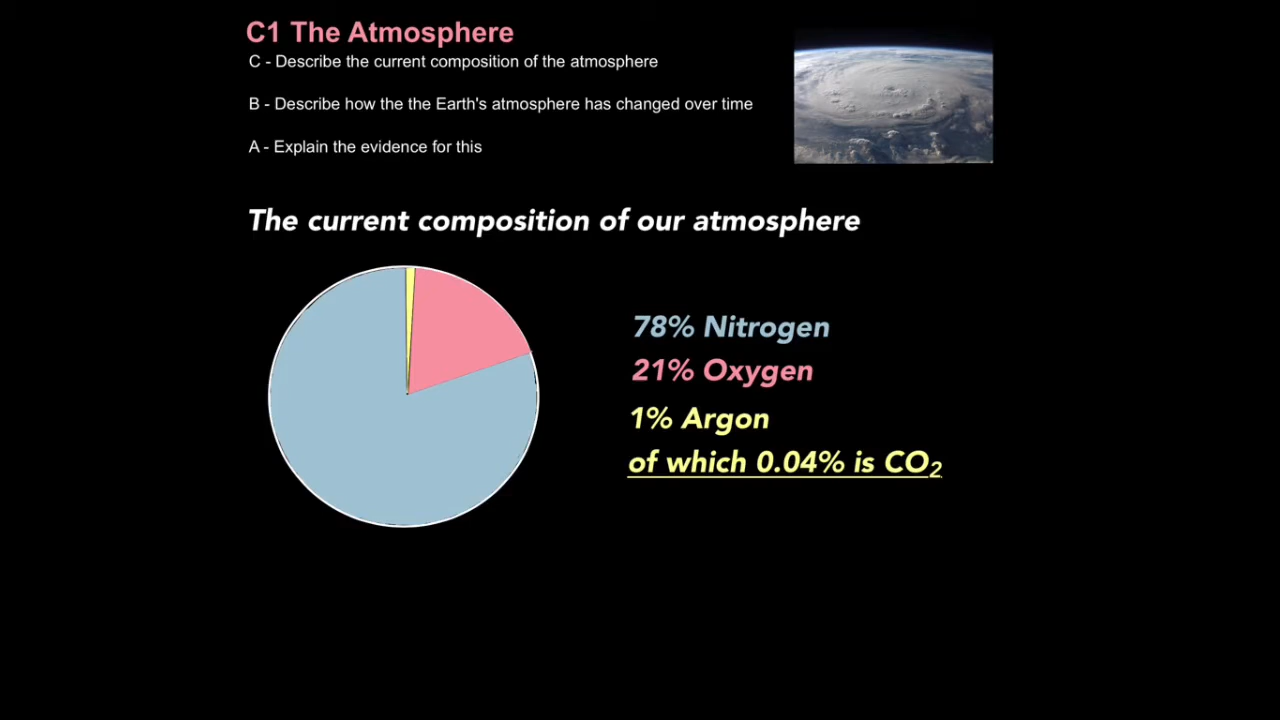 C1 The Atmosphere
C - Describe the current composition of the atmosphere
B - Describe how the the Earth's atmosphere has changed over time
A - Explain the evidence for this
The current composition of our atmosphere
78% Nitrogen
21% Oxygen
1% Argon
of which 0.04% is CO₂